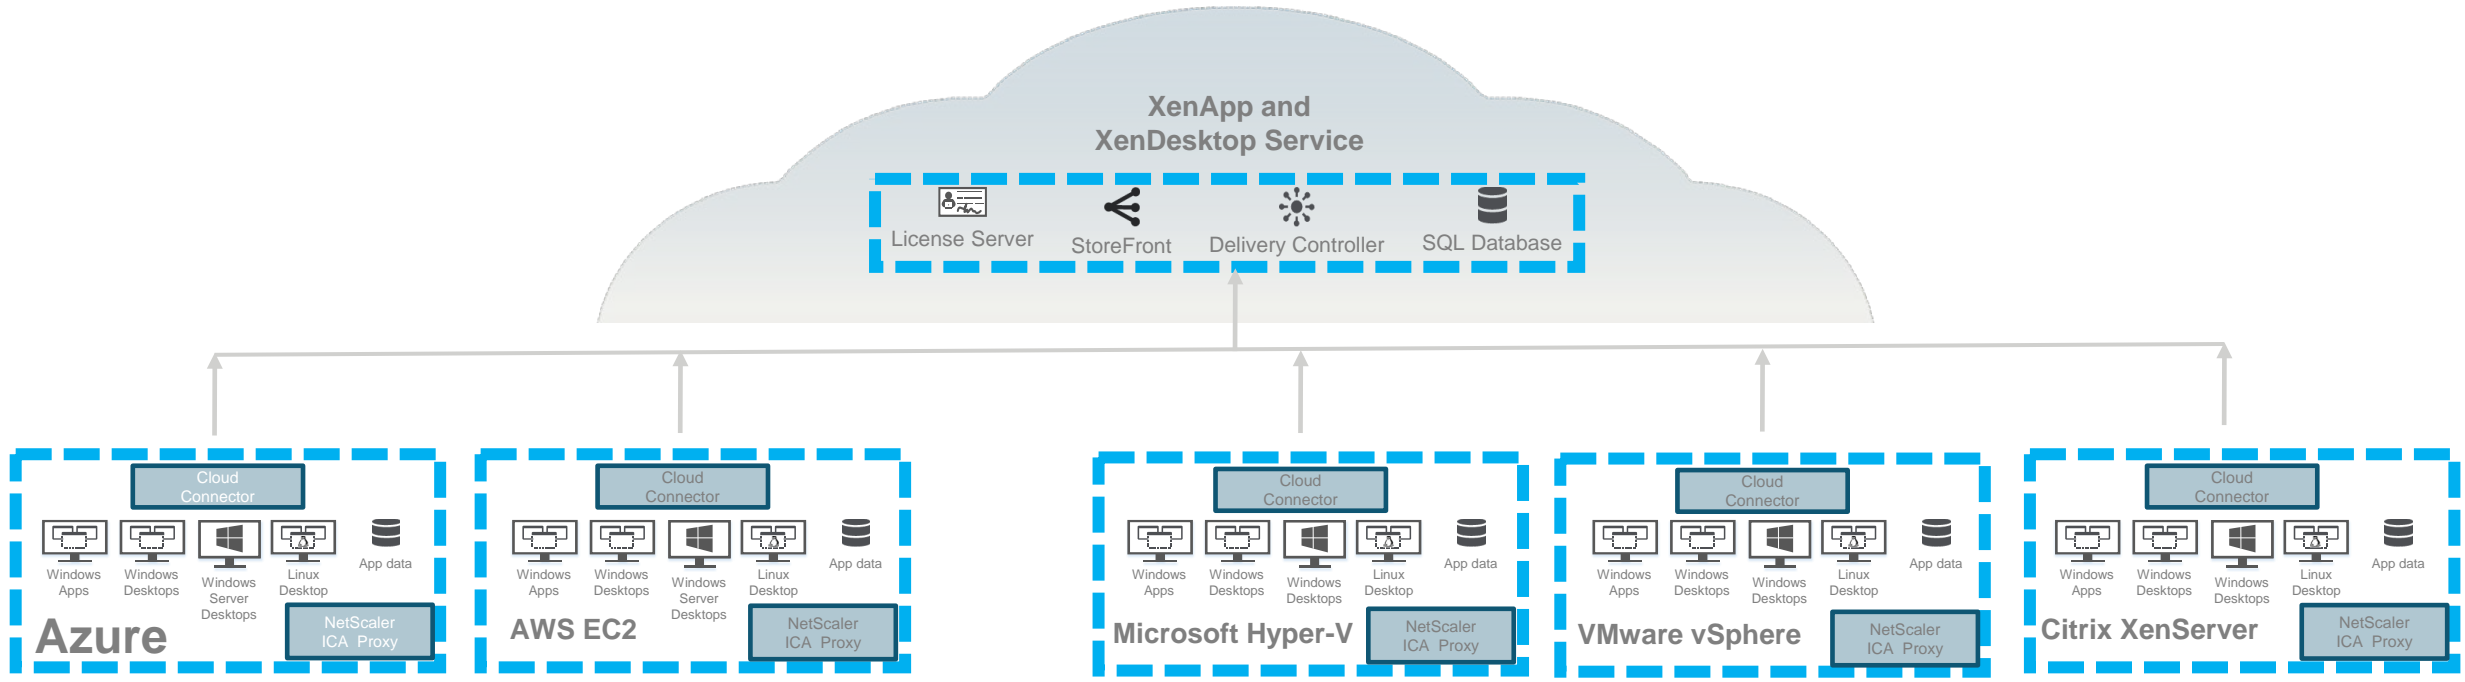 XenApp and
XenDesktop Service
License Server
StoreFront
Delivery Controller
SQL Database
Cloud
Connector
Windows
Apps
Windows
Desktops
Windows
Server
Desktops
Linux
Desktop
App data
Azure
NetScaler
ICA Proxy
Cloud
Connector
Windows
Apps
Windows
Desktops
Windows
Server
Desktops
Linux
Desktop
App data
AWS EC2
NetScaler
ICA Proxy
Cloud
Connector
Windows
Apps
Windows
Desktops
Windows
Desktops
Linux
Desktop
App data
Microsoft Hyper-V
NetScaler
ICA Proxy
Cloud
Connector
Windows
Apps
Windows
Desktops
Windows
Desktops
Linux
Desktop
App data
VMware vSphere
NetScaler
ICA Proxy
Cloud
Connector
Windows
Apps
Windows
Desktops
Windows
Desktops
Linux
Desktop
App data
Citrix XenServer
NetScaler
ICA Proxy